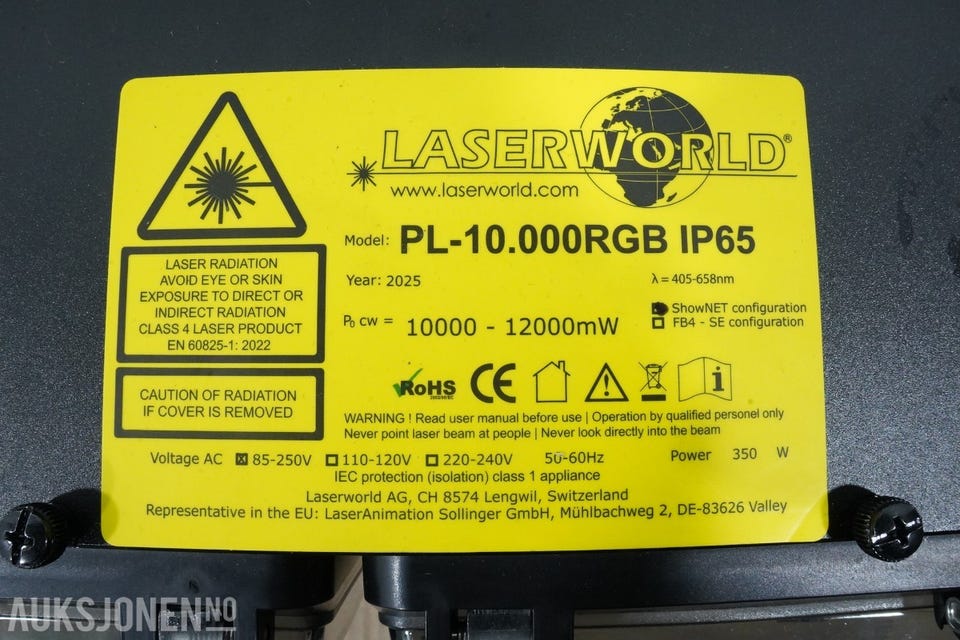 LASERWORLD®
www.laserworld.com
Model: PL-10.000RGB IP65
Year: 2025 λ = 405-658nm
P₀ cw = 10000 - 12000mW
ShowNET configuration
FB4 - SE configuration
LASER RADIATION
AVOID EYE OR SKIN
EXPOSURE TO DIRECT OR
INDIRECT RADIATION
CLASS 4 LASER PRODUCT
EN 60825-1: 2022
CAUTION OF RADIATION
IF COVER IS REMOVED
RoHS CE
WARNING ! Read user manual before use | Operation by qualified personel only
Never point laser beam at people | Never look directly into the beam
Voltage AC ☒ 85-250V ☐ 110-120V ☐ 220-240V 50-60Hz Power 350 W
IEC protection (isolation) class 1 appliance
Laserworld AG, CH 8574 Lengwil, Switzerland
Representative in the EU: LaserAnimation Sollinger GmbH, Mühlbachweg 2, DE-83626 Valley
AUKSJONEN.NO